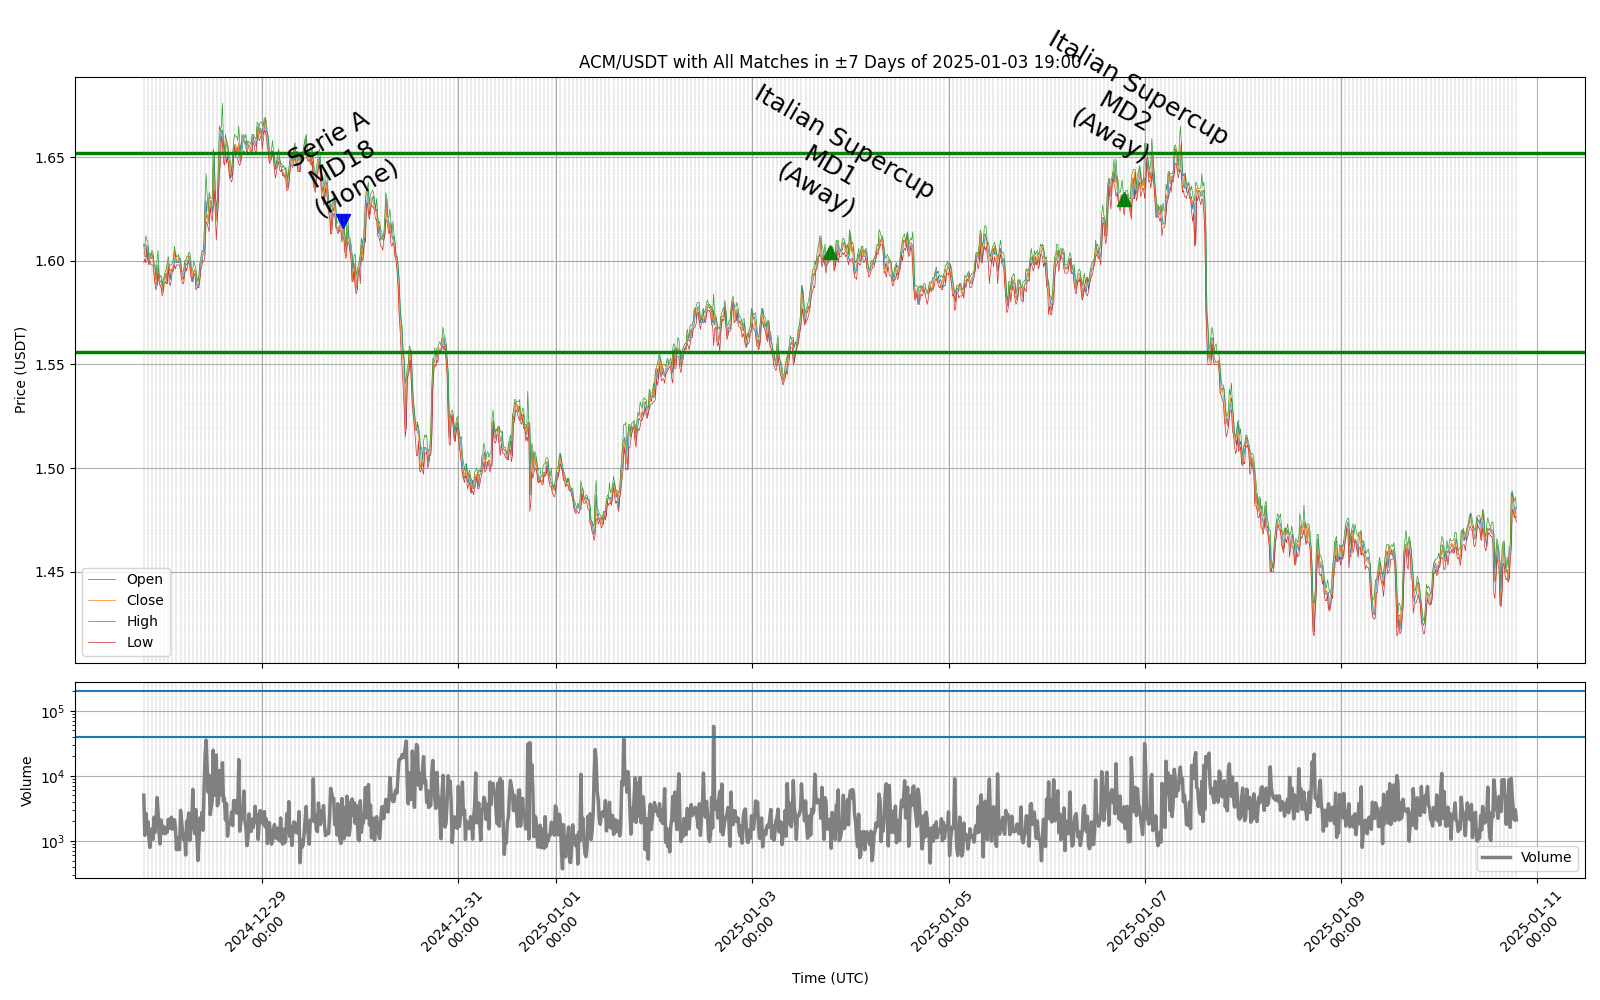 ACM/USDT with All Matches in ±7 Days of 2025-01-03 19:00
Serie A
MD18
(Home)
Italian Supercup
MD1
(Away)
Italian Supercup
MD2
(Away)
Price (USDT)
1.65
1.60
1.55
1.50
1.45
Open
Close
High
Low
Volume
10^5
10^4
10^3
Volume
2024-12-29
00:00
2024-12-31
00:00
2025-01-01
00:00
2025-01-03
00:00
2025-01-05
00:00
2025-01-07
00:00
2025-01-09
00:00
2025-01-11
00:00
Time (UTC)